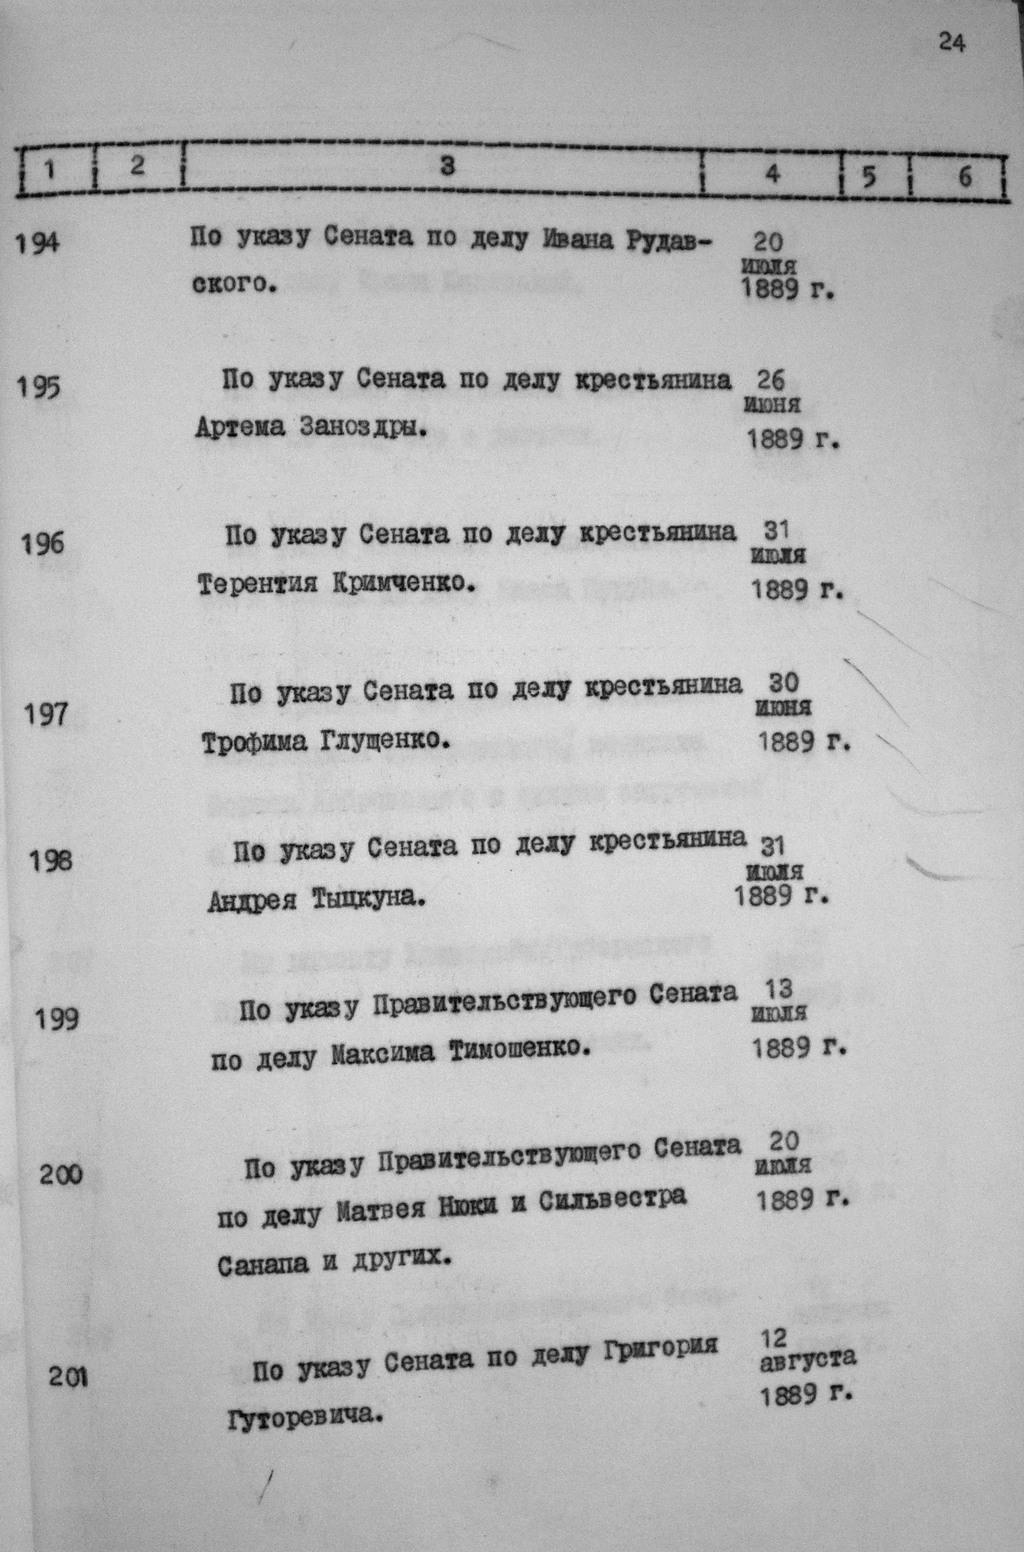 24
1 2 3 4 5 6
194 По указу Сената по делу Ивана Рудав- 20
июля
ского. 1889 г.
195 По указу Сената по делу крестьянина 26
июня
Артема Заноздры. 1889 г.
196 По указу Сената по делу крестьянина 31
июля
Терентия Кримченко. 1889 г.
197 По указу Сената по делу крестьянина 30
июня
Трофима Глущенко. 1889 г.
198 По указу Сената по делу крестьянина 31
июля
Андрея Тыцкуна. 1889 г.
199 По указу Правительствующего Сената 13
июля
по делу Максима Тимошенко. 1889 г.
200 По указу Правительствующего Сената 20
июля
по делу Матвея Нюки и Сильвестра 1889 г.
Санапа и других.
201 По указу Сената по делу Григория 12
августа
Гуторевича. 1889 г.